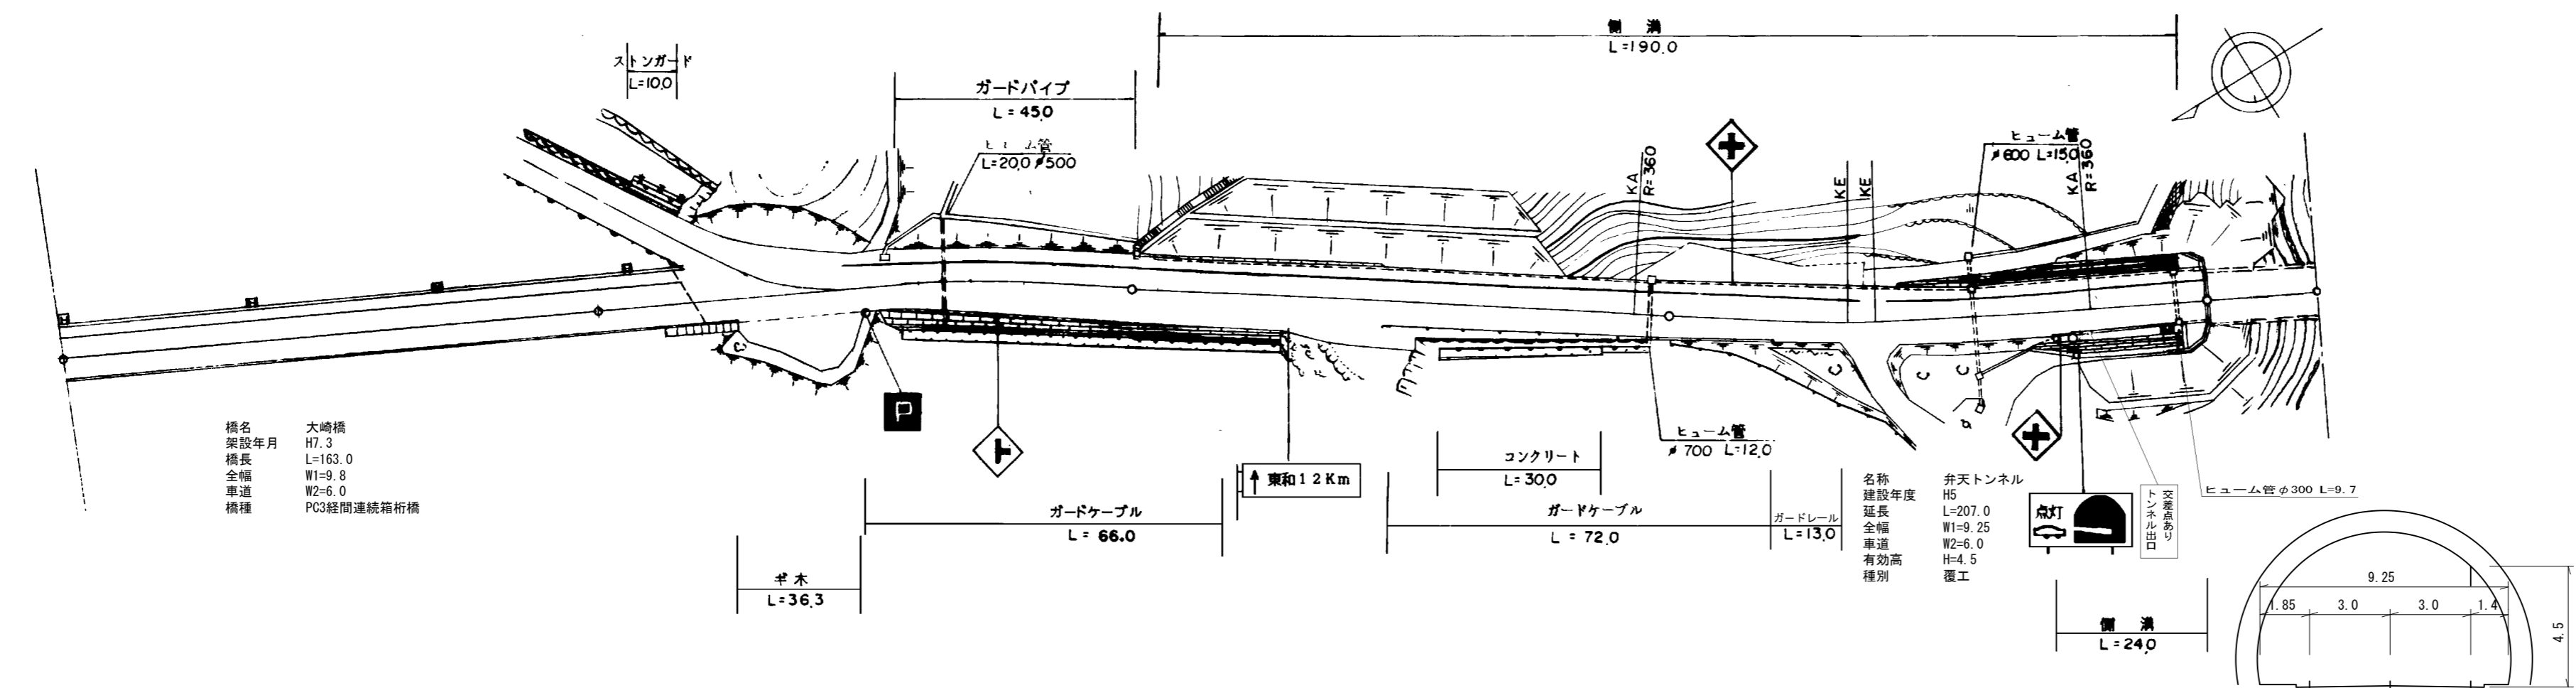 側 溝
L=190.0
ストンガード
L=10.0
ガードパイプ
L=45.0
ヒューム管
L=20.0 φ500
KA
R=360
KE
KE
ヒューム管
φ600 L=15.0
KA
R=360
P
橋名 大崎橋
架設年月 H7.3
橋長 L=163.0
全幅 W1=9.8
車道 W2=6.0
橋種 PC3経間連続箱桁橋
東和12Km
コンクリート
L=30.0
ヒューム管
φ700 L=12.0
ガードケーブル
L=66.0
ガードケーブル
L=72.0
ガードレール
L=13.0
名称 弁天トンネル
建設年度 H5
延長 L=207.0
全幅 W1=9.25
車道 W2=6.0
有効高 H=4.5
種別 覆工
点灯
交差点あり
トンネル出口
ヒューム管φ300 L=9.7
ギ木
L=36.3
側 溝
L=24.0
9.25
1.85 3.0 3.0 1.4
4.5